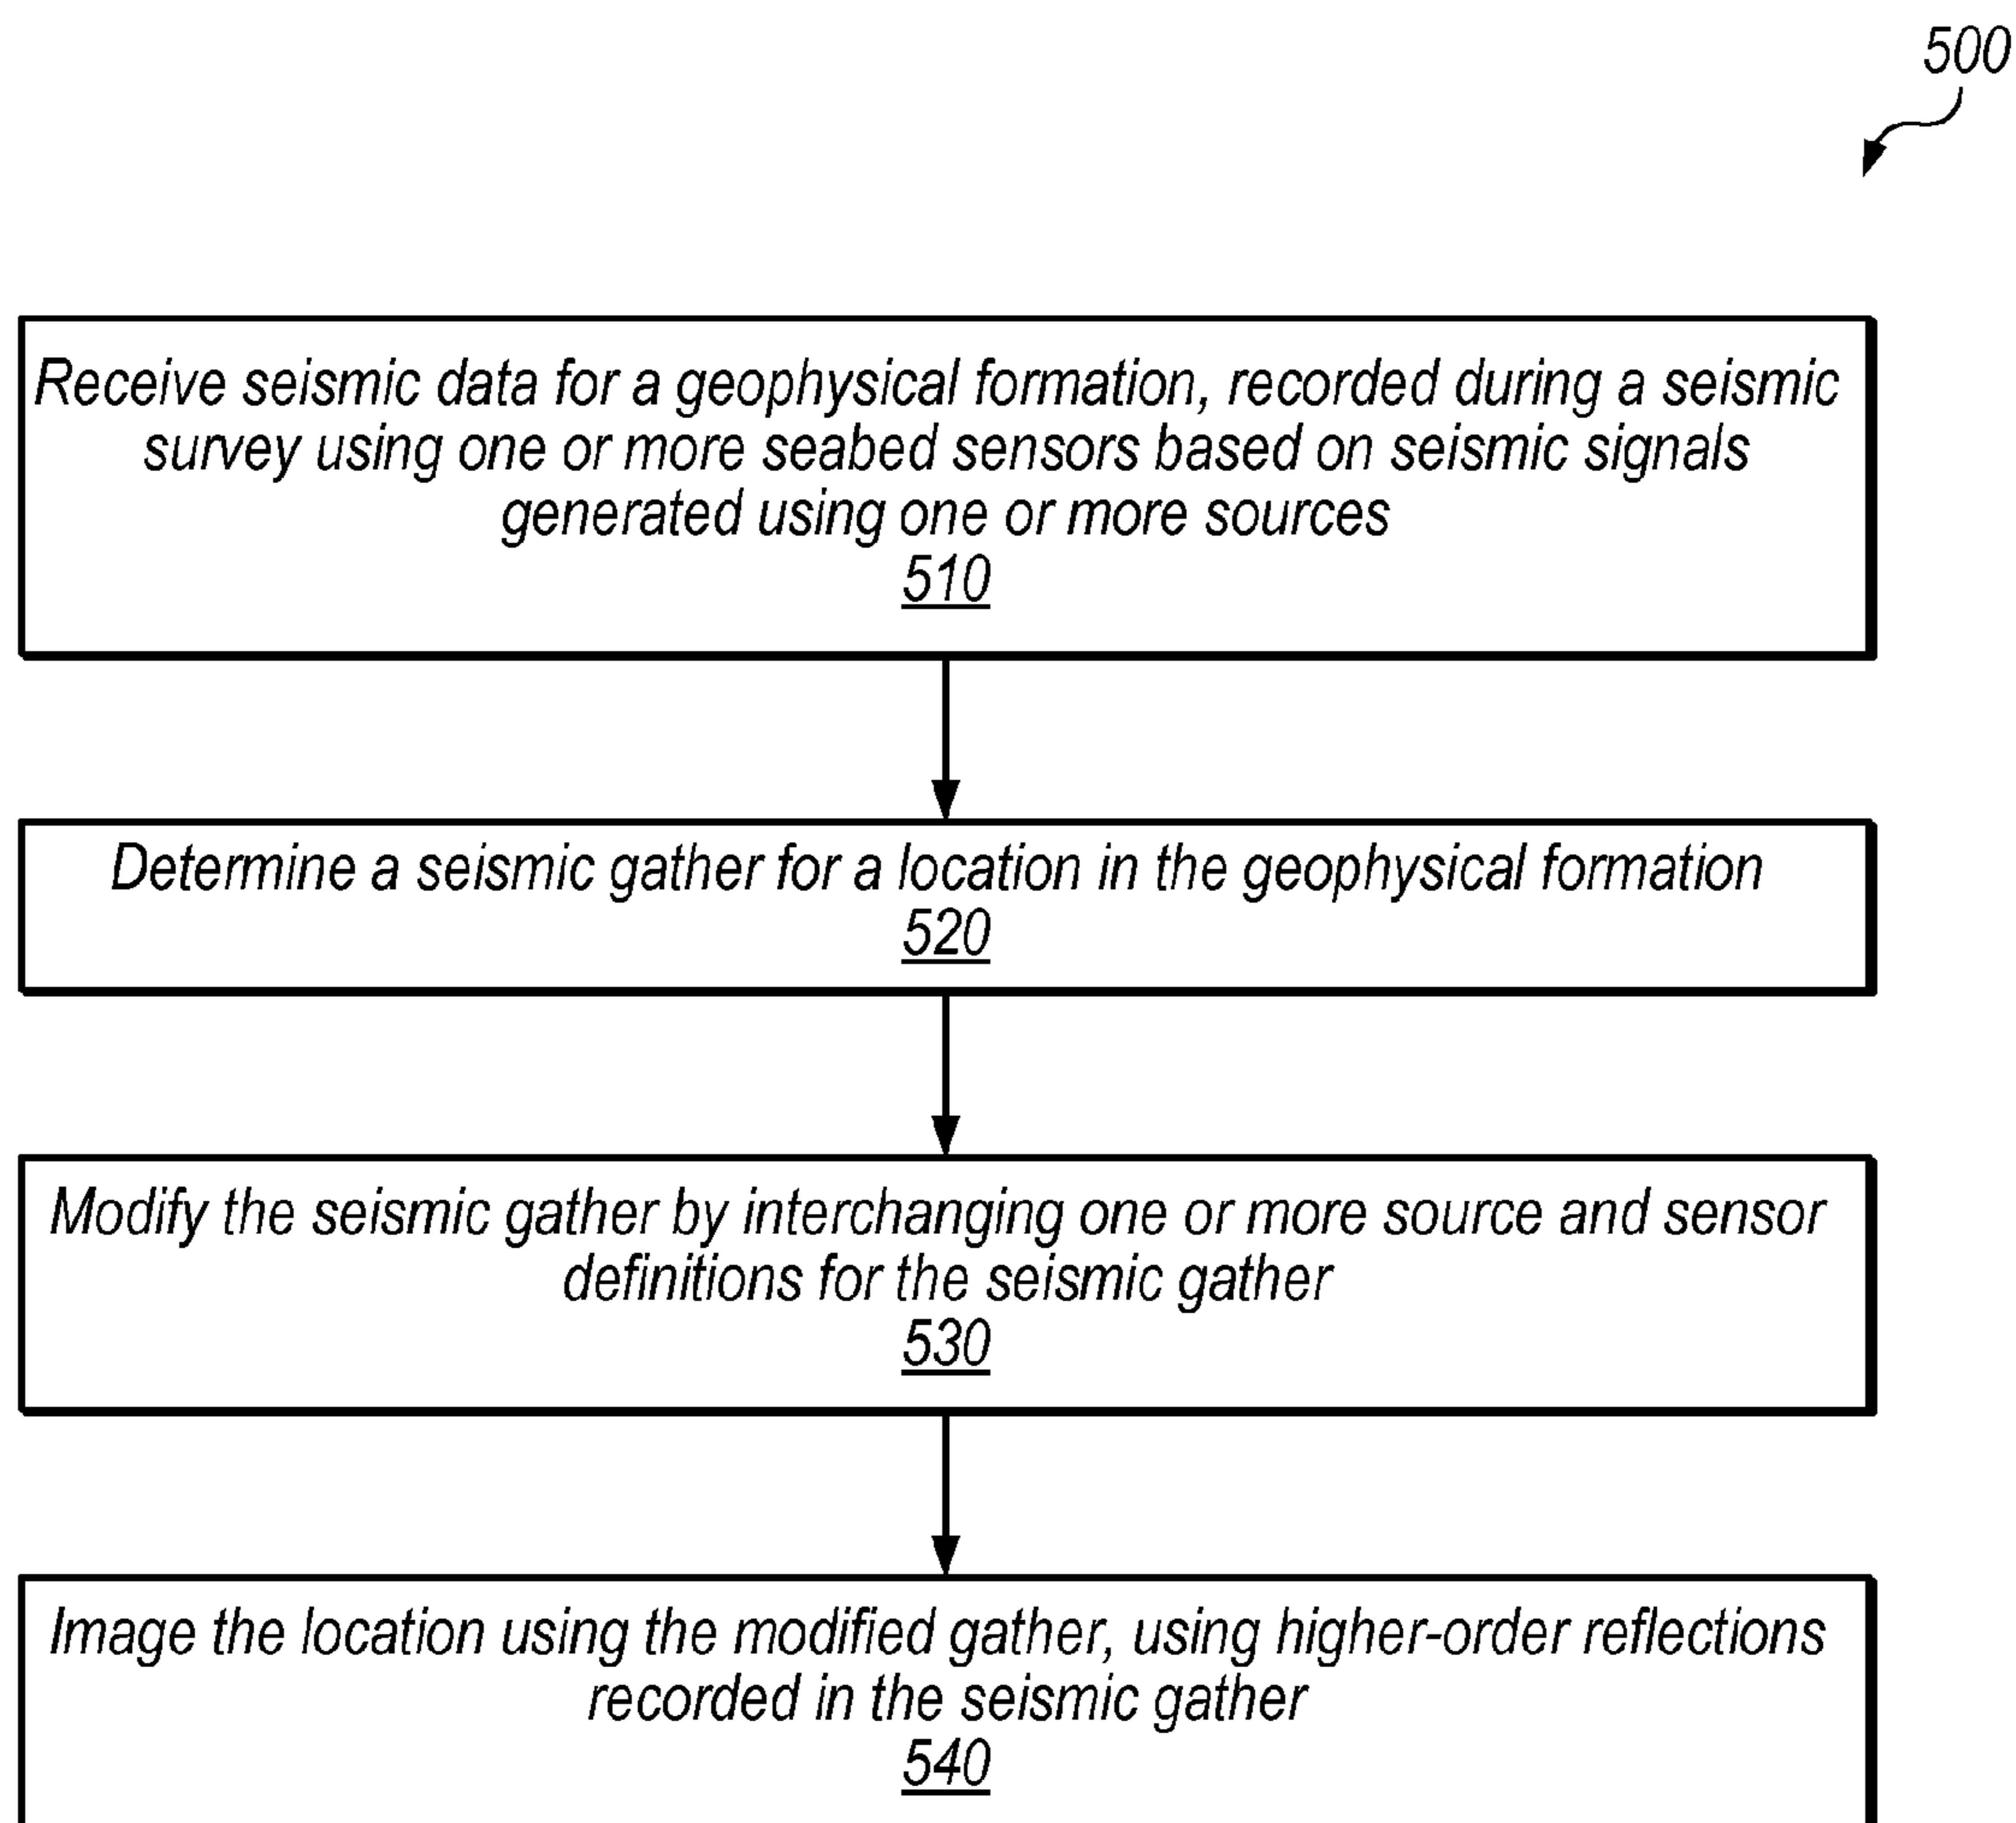 500
Receive seismic data for a geophysical formation, recorded during a seismic
survey using one or more seabed sensors based on seismic signals
generated using one or more sources
510
Determine a seismic gather for a location in the geophysical formation
520
Modify the seismic gather by interchanging one or more source and sensor
definitions for the seismic gather
530
Image the location using the modified gather, using higher-order reflections
recorded in the seismic gather
540